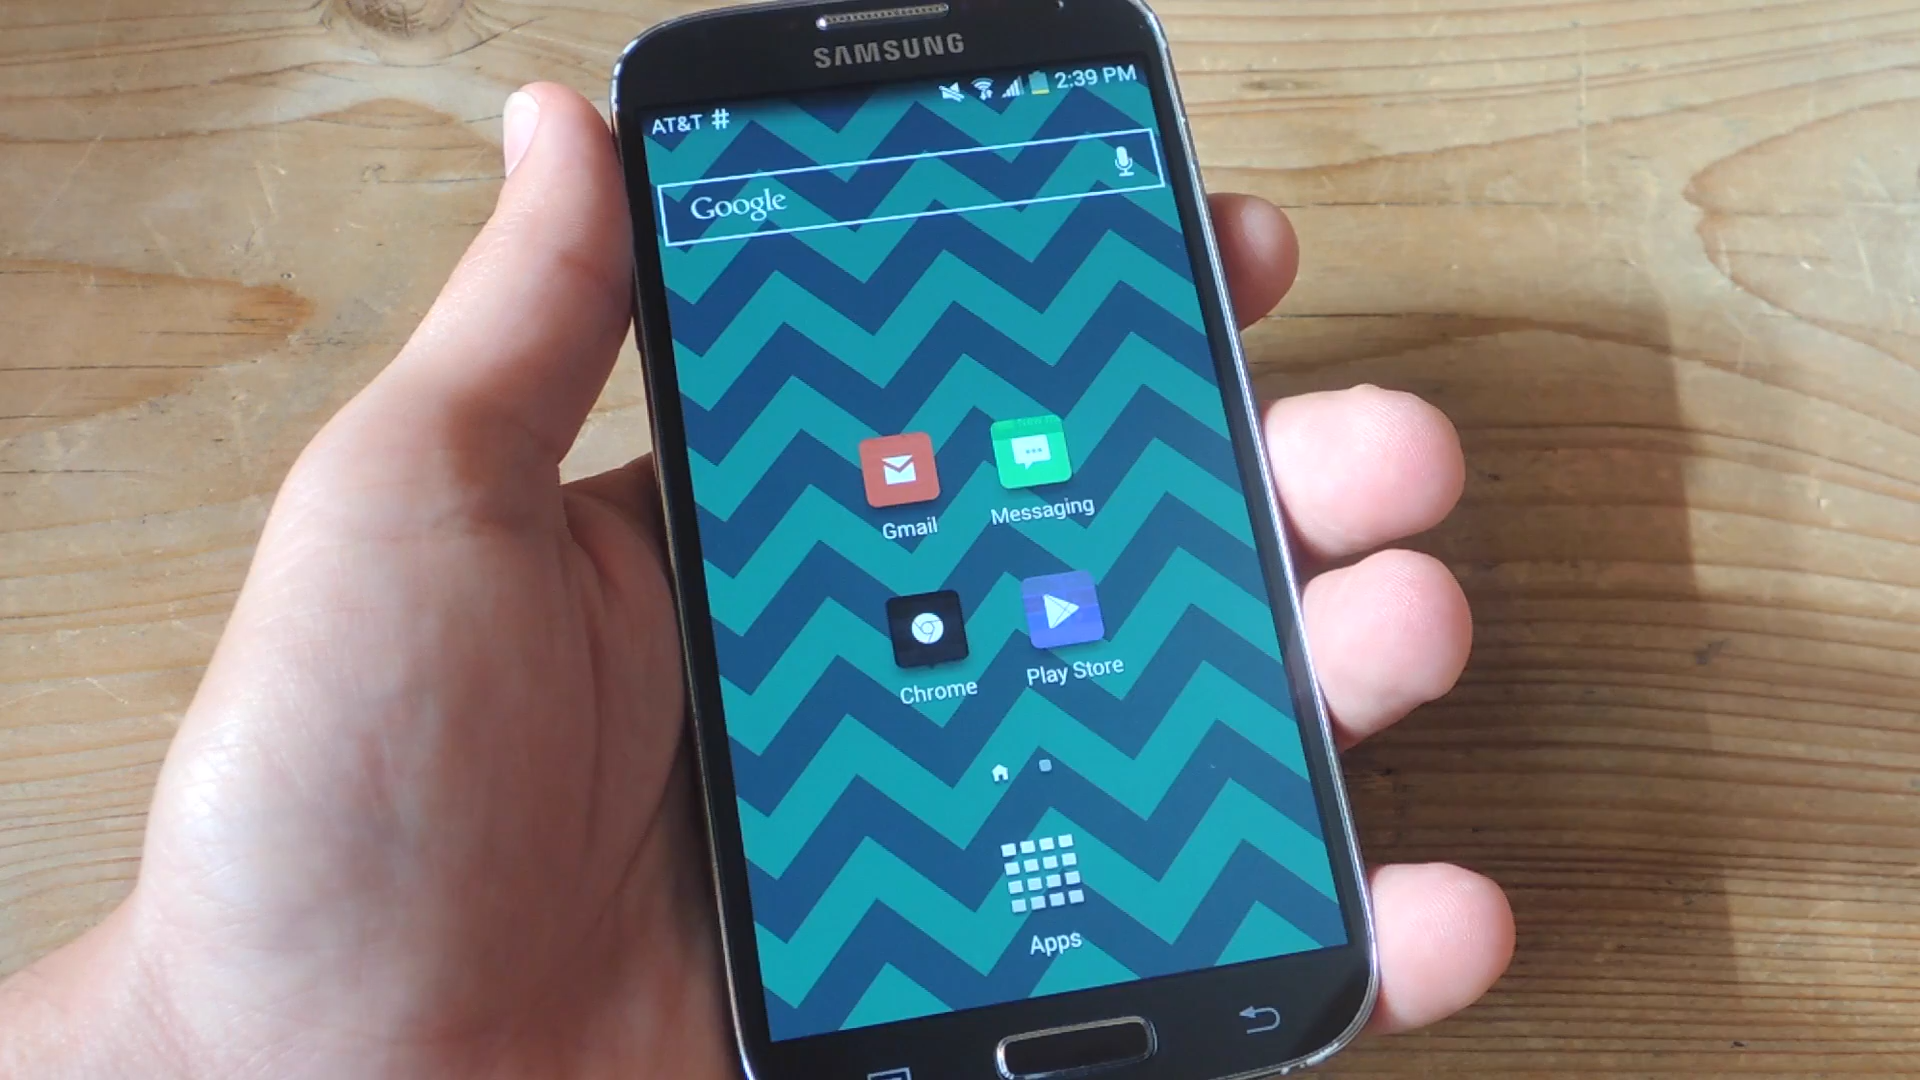 SAMSUNG
AT&T # 2:39 PM
Google
Gmail
Messaging
Chrome
Play Store
Apps